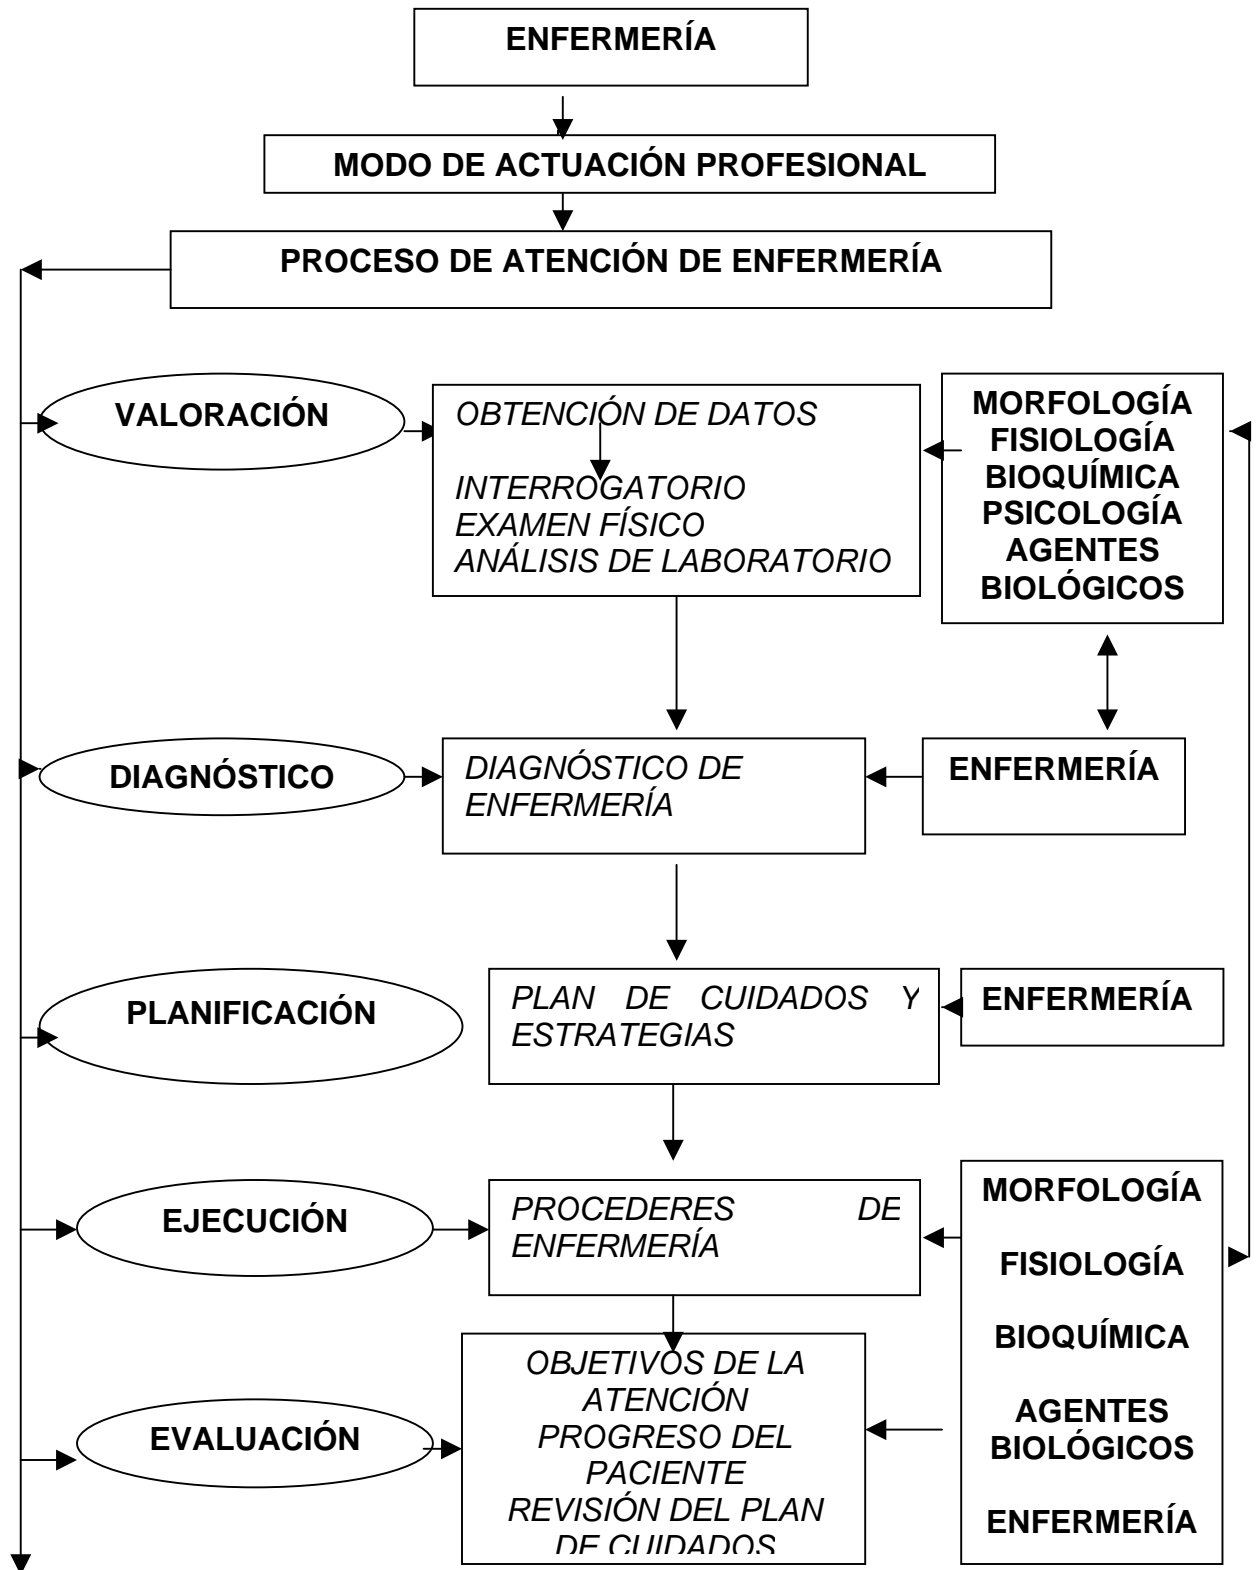 ENFERMERÍA
MODO DE ACTUACIÓN PROFESIONAL
PROCESO DE ATENCIÓN DE ENFERMERÍA
VALORACIÓN
OBTENCIÓN DE DATOS
INTERROGATORIO
EXAMEN FÍSICO
ANÁLISIS DE LABORATORIO
MORFOLOGÍA
FISIOLOGÍA
BIOQUÍMICA
PSICOLOGÍA
AGENTES
BIOLÓGICOS
DIAGNÓSTICO
DIAGNÓSTICO DE
ENFERMERÍA
ENFERMERÍA
PLANIFICACIÓN
PLAN DE CUIDADOS Y
ESTRATEGIAS
ENFERMERÍA
EJECUCIÓN
PROCEDERES DE
ENFERMERÍA
MORFOLOGÍA
FISIOLOGÍA
BIOQUÍMICA
AGENTES
BIOLÓGICOS
ENFERMERÍA
EVALUACIÓN
OBJETIVOS DE LA
ATENCIÓN
PROGRESO DEL
PACIENTE
REVISIÓN DEL PLAN
DE CUIDADOS